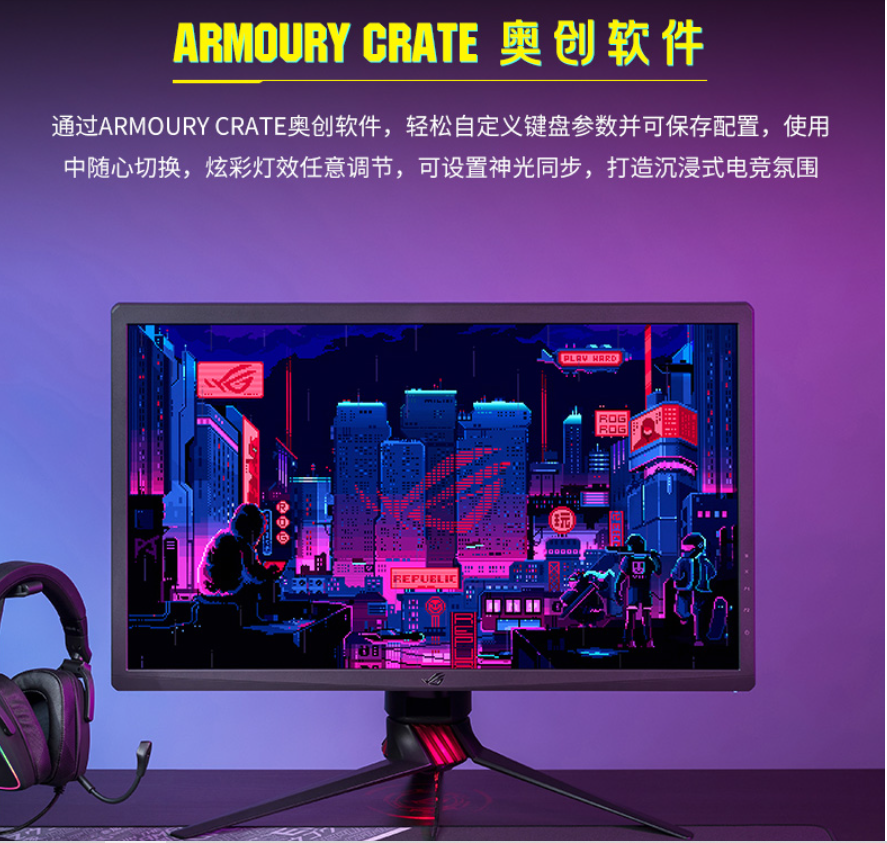 ARMOURY CRATE 奥创软件
通过ARMOURY CRATE奥创软件，轻松自定义键盘参数并可保存配置，使用
中随心切换，炫彩灯效任意调节，可设置神光同步，打造沉浸式电竞氛围
PLAY HARD
ROG
ROG
ROG
玩
REPUBLIC